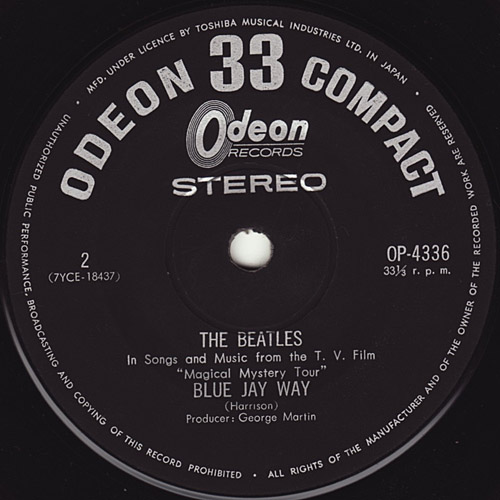 MFD. UNDER LICENCE BY TOSHIBA MUSICAL INDUSTRIES LTD. IN JAPAN •
ODEON 33 COMPACT
Odeon
RECORDS
STEREO
2
(7YCE-18437)
OP-4336
33⅓ r. p. m.
THE BEATLES
In Songs and Music from the T. V. Film
"Magical Mystery Tour"
BLUE JAY WAY
(Harrison)
Producer: George Martin
UNAUTHORIZED PUBLIC PERFORMANCE, BROADCASTING AND COPYING OF THIS RECORD PROHIBITED • ALL RIGHTS OF THE MANUFACTURER AND OF THE OWNER OF THE RECORDED WORK ARE RESERVED